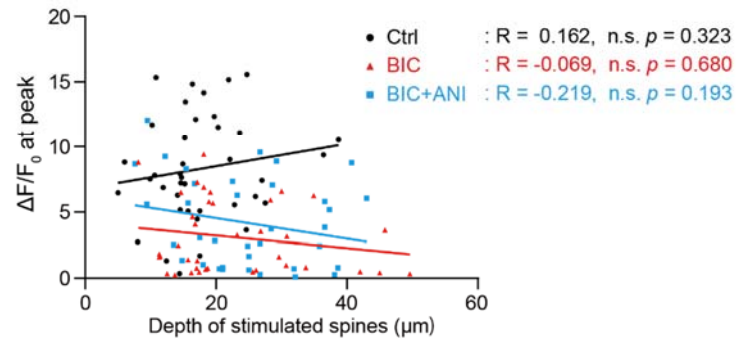 20
15
10
5
0
ΔF/F0 at peak
0 20 40 60
Depth of stimulated spines (μm)
Ctrl : R = 0.162, n.s. p = 0.323
BIC : R = -0.069, n.s. p = 0.680
BIC+ANI : R = -0.219, n.s. p = 0.193